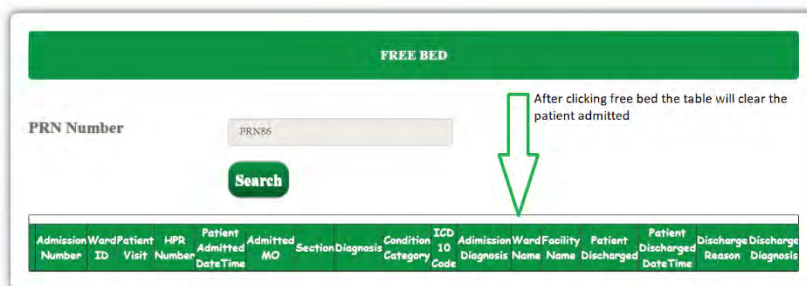 FREE BED
After clicking free bed the table will clear the
patient admitted
PRN Number
PRN86
Search
Admission Number Ward ID Patient Visit HPR Number Patient Admitted DateTime Admitted MO Section Diagnosis Condition Category ICD 10 Code Adimission Diagnosis Ward Name Facility Name Patient Discharged Patient Discharged DateTime Discharge Reason Discharge Diagnosis